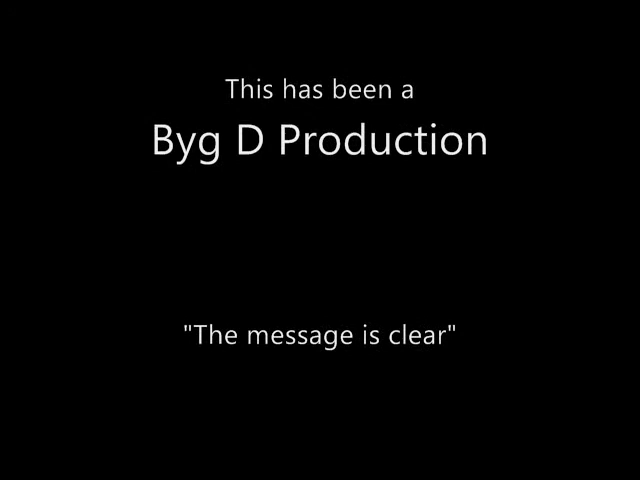 This has been a
Byg D Production
"The message is clear"